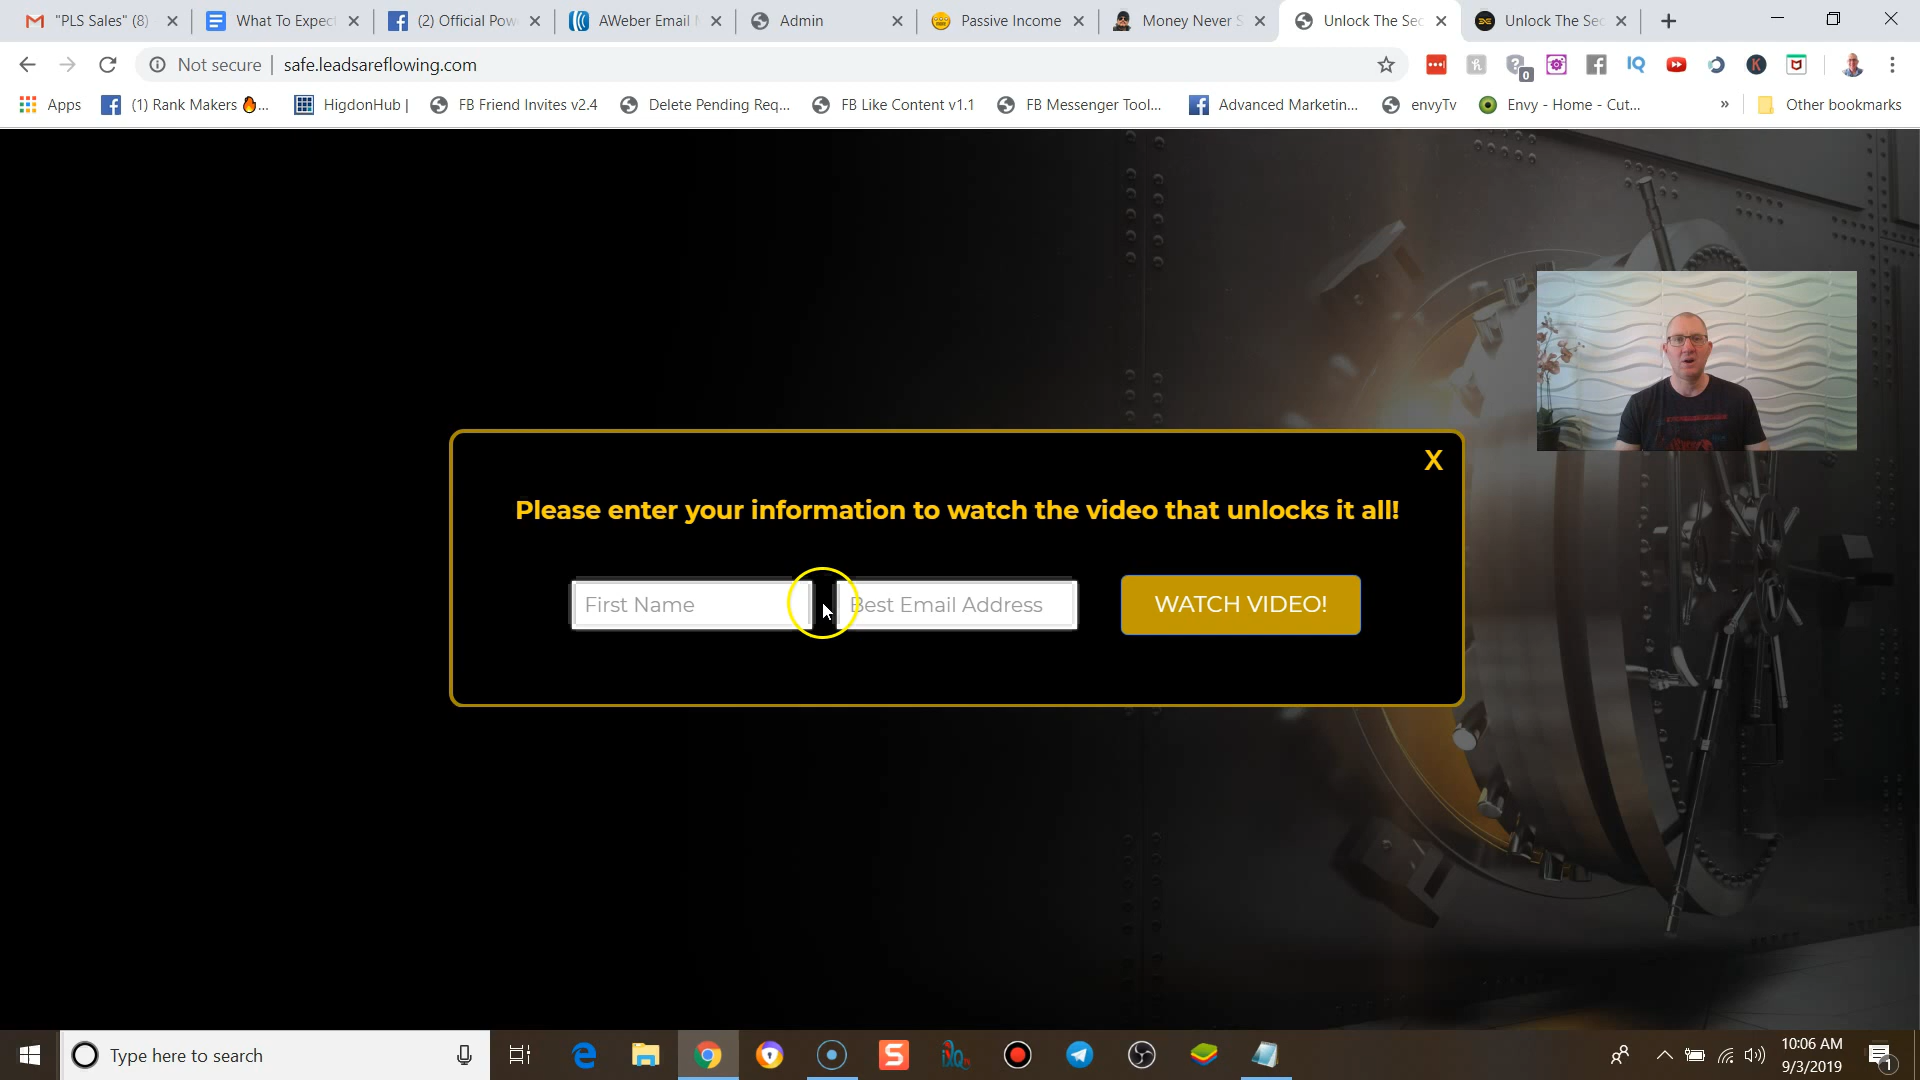 "PLS Sales" (8)
What To Expec
(2) Official Pow
AWeber Email M
Admin
Passive Income
Money Never S
Unlock The Sec
Unlock The Sec
Not secure | safe.leadsareflowing.com
Apps
(1) Rank Makers 🔥...
HigdonHub |
FB Friend Invites v2.4
Delete Pending Req...
FB Like Content v1.1
FB Messenger Tool...
Advanced Marketin...
envyTv
Envy - Home - Cut...
»
Other bookmarks
X
Please enter your information to watch the video that unlocks it all!
First Name
Best Email Address
WATCH VIDEO!
Type here to search
10:06 AM
9/3/2019
1